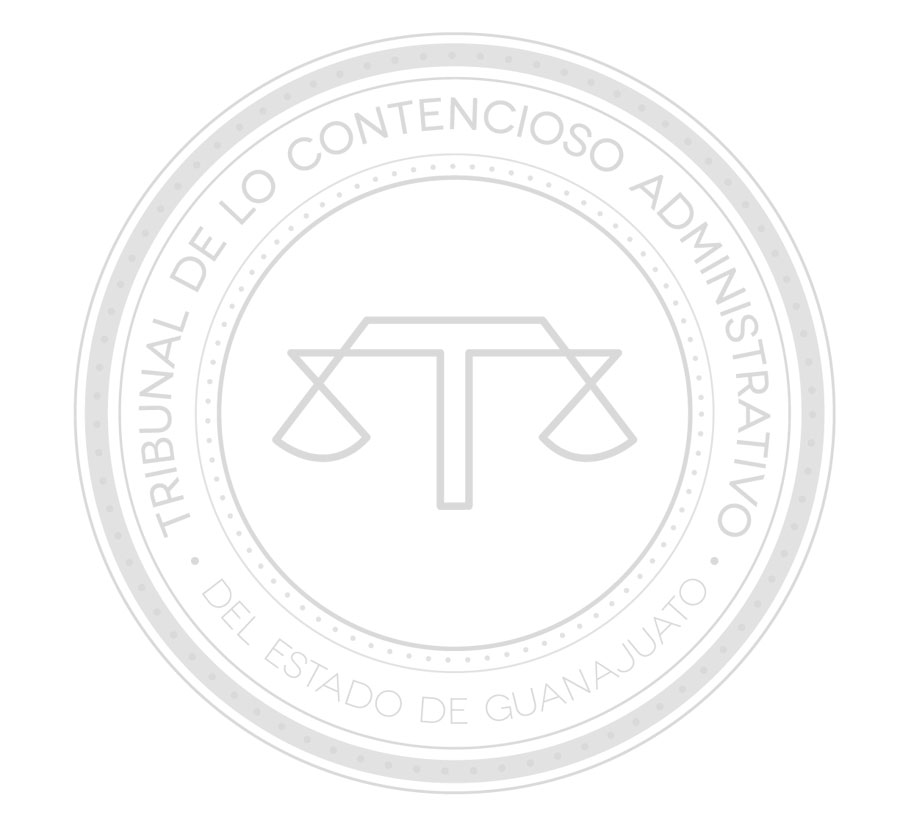 TRIBUNAL DE LO CONTENCIOSO ADMINISTRATIVO
DEL ESTADO DE GUANAJUATO